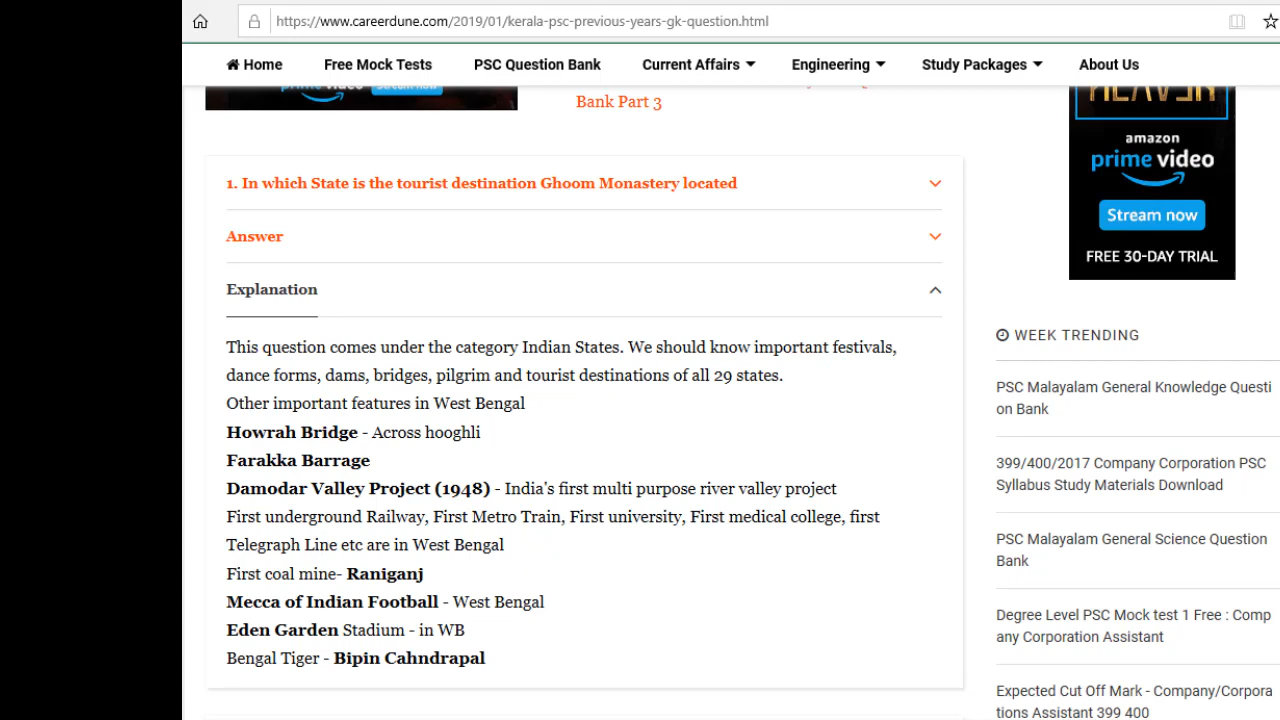 https://www.careerdune.com/2019/01/kerala-psc-previous-years-gk-question.html
Home Free Mock Tests PSC Question Bank Current Affairs Engineering Study Packages About Us
prime video Stream now
Bank Part 3
1. In which State is the tourist destination Ghoom Monastery located
Answer
Explanation
This question comes under the category Indian States. We should know important festivals,
dance forms, dams, bridges, pilgrim and tourist destinations of all 29 states.
Other important features in West Bengal
Howrah Bridge - Across hooghli
Farakka Barrage
Damodar Valley Project (1948) - India's first multi purpose river valley project
First underground Railway, First Metro Train, First university, First medical college, first
Telegraph Line etc are in West Bengal
First coal mine- Raniganj
Mecca of Indian Football - West Bengal
Eden Garden Stadium - in WB
Bengal Tiger - Bipin Cahndrapal
amazon
prime video
Stream now
FREE 30-DAY TRIAL
WEEK TRENDING
PSC Malayalam General Knowledge Questi
on Bank
399/400/2017 Company Corporation PSC
Syllabus Study Materials Download
PSC Malayalam General Science Question
Bank
Degree Level PSC Mock test 1 Free : Comp
any Corporation Assistant
Expected Cut Off Mark - Company/Corpora
tions Assistant 399 400